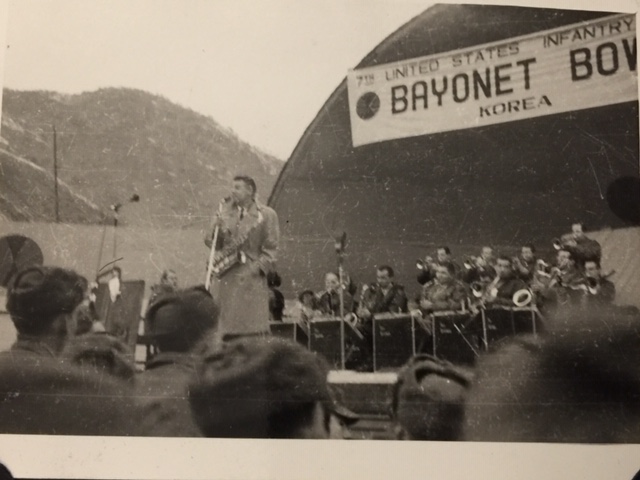 7TH UNITED STATES INFANTRY
BAYONET BOW
KOREA